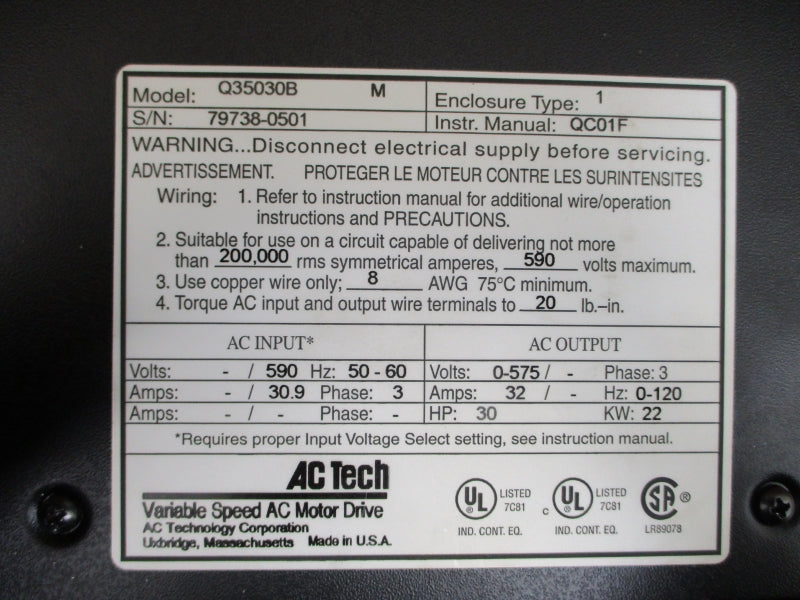 Model: Q35030B M Enclosure Type: 1
S/N: 79738-0501 Instr. Manual: QC01F
WARNING...Disconnect electrical supply before servicing.
ADVERTISSEMENT. PROTEGER LE MOTEUR CONTRE LES SURINTENSITES
Wiring: 1. Refer to instruction manual for additional wire/operation
instructions and PRECAUTIONS.
2. Suitable for use on a circuit capable of delivering not more
than 200,000 rms symmetrical amperes, 590 volts maximum.
3. Use copper wire only; 8 AWG 75°C minimum.
4. Torque AC input and output wire terminals to 20 lb.–in.
AC INPUT* AC OUTPUT
Volts: - / 590 Hz: 50 - 60 Volts: 0-575 / - Phase: 3
Amps: - / 30.9 Phase: 3 Amps: 32 / - Hz: 0-120
Amps: - / - Phase: - HP: 30 KW: 22
*Requires proper Input Voltage Select setting, see instruction manual.
AC Tech
Variable Speed AC Motor Drive
AC Technology Corporation
Uxbridge, Massachusetts Made in U.S.A.
UL ® LISTED 7C81 IND. CONT. EQ.
c UL ® LISTED 7C81 IND. CONT. EQ.
SA ® LR89078